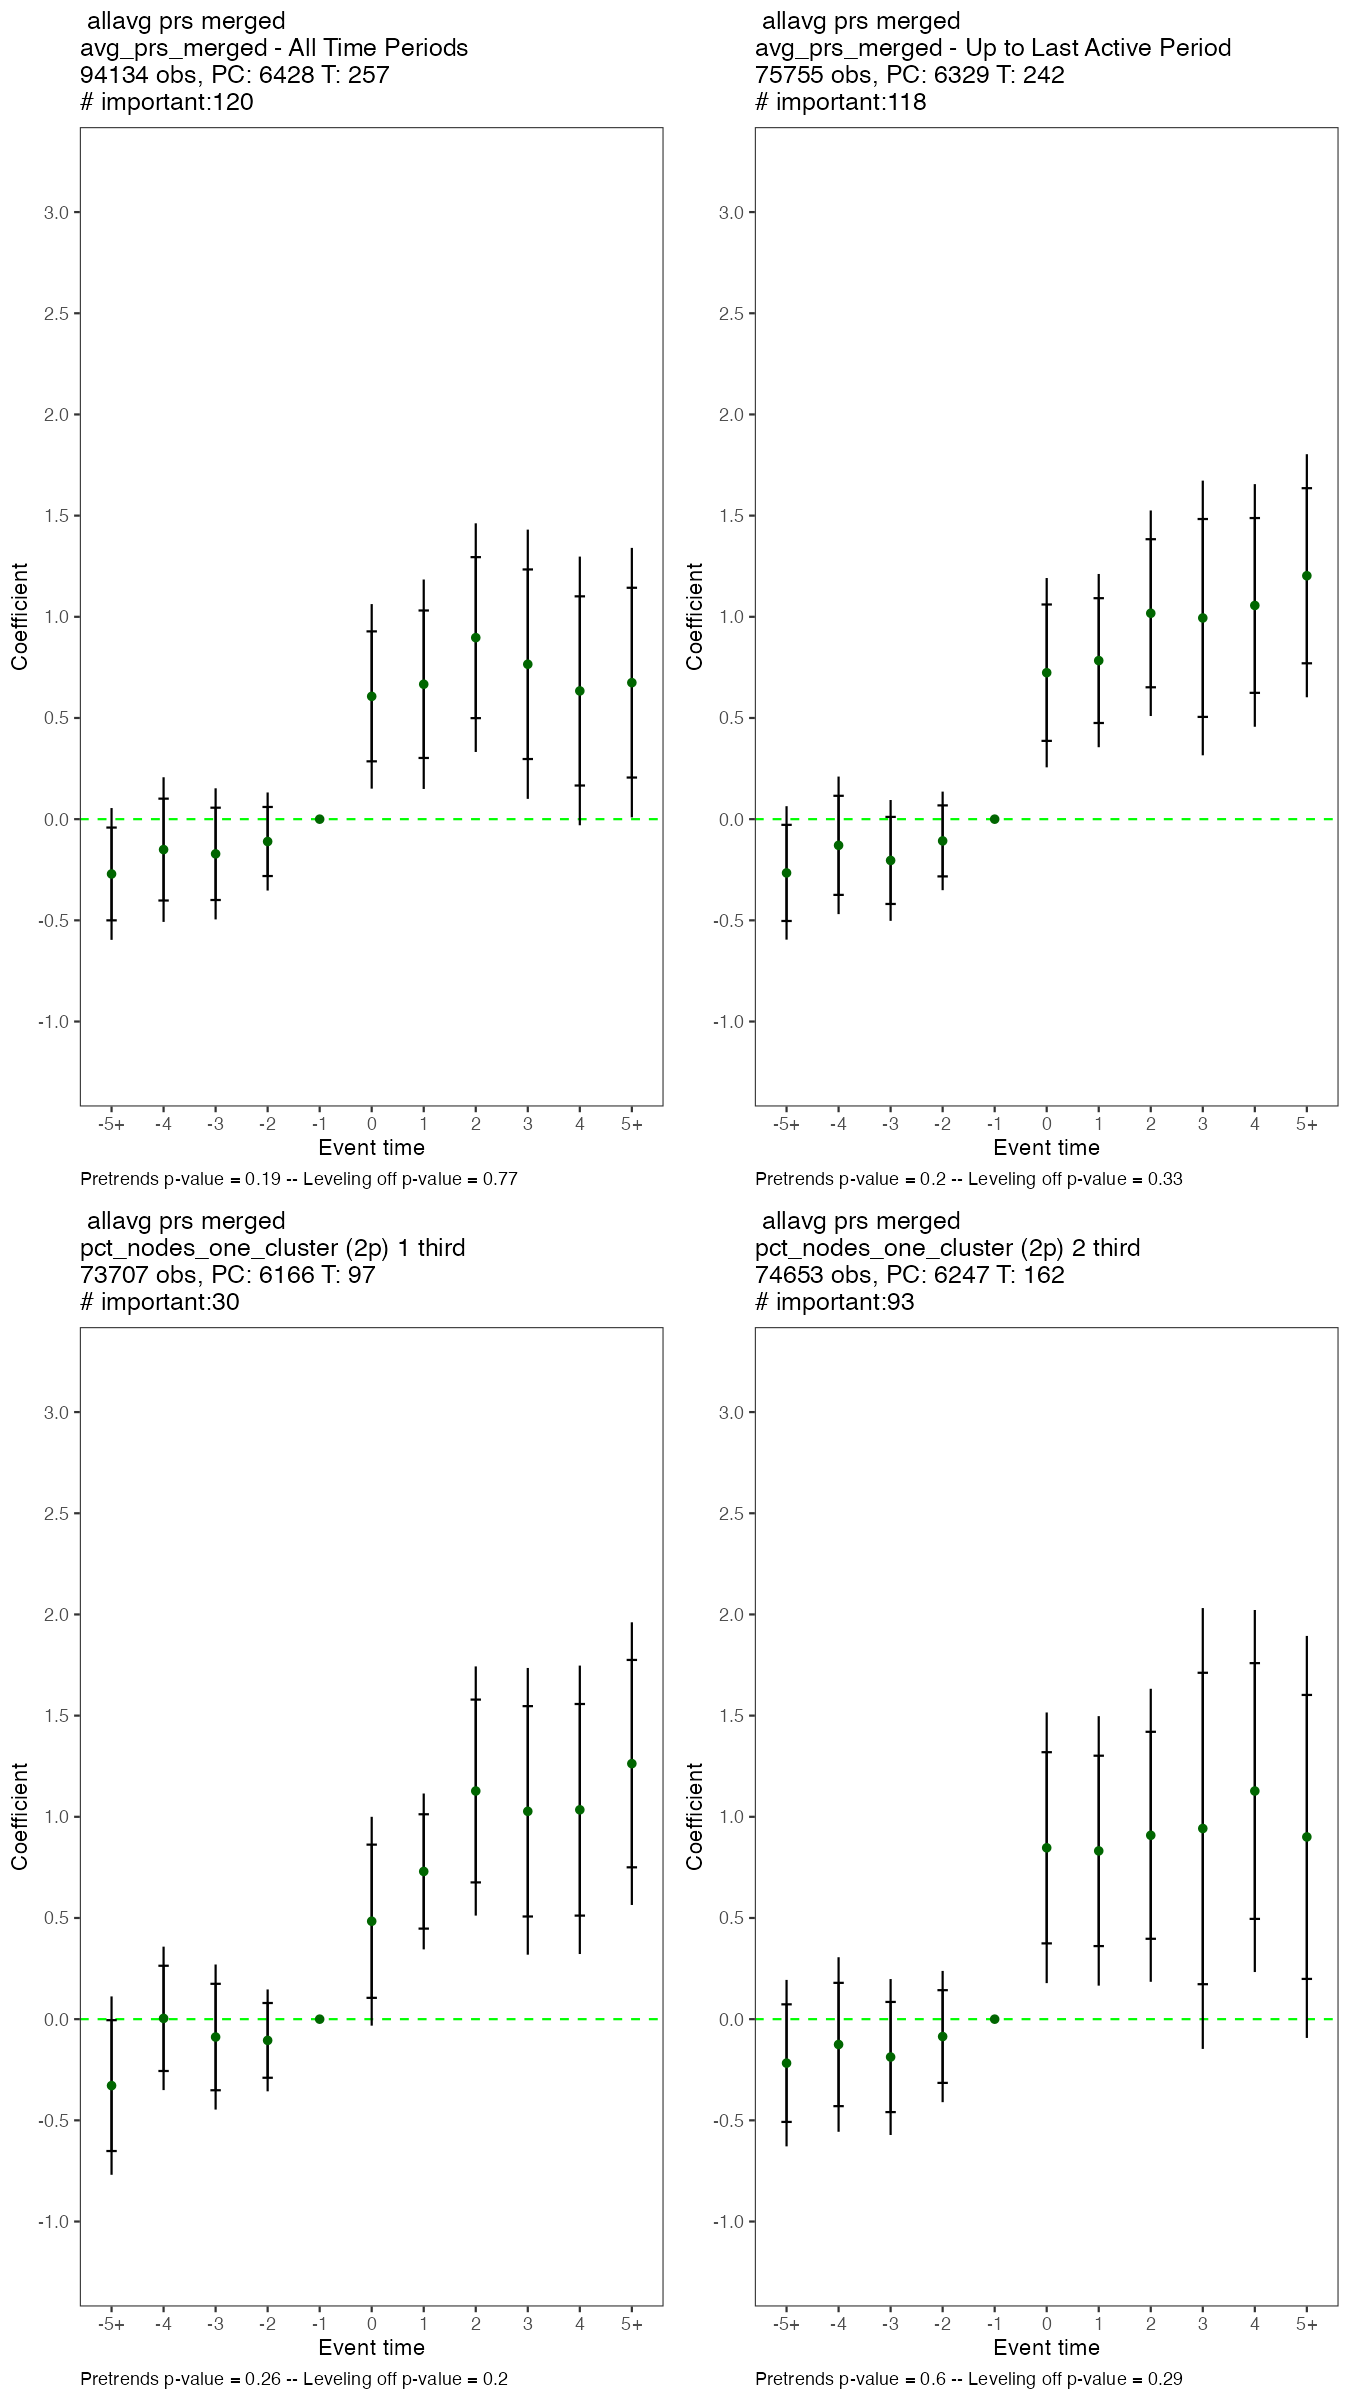 allavg prs merged
avg_prs_merged - All Time Periods
94134 obs, PC: 6428 T: 257
# important:120
3.0
2.5
2.0
1.5
1.0
0.5
0.0
-0.5
-1.0
Coefficient
-5+ -4 -3 -2 -1 0 1 2 3 4 5+
Event time
Pretrends p-value = 0.19 -- Leveling off p-value = 0.77
allavg prs merged
avg_prs_merged - Up to Last Active Period
75755 obs, PC: 6329 T: 242
# important:118
3.0
2.5
2.0
1.5
1.0
0.5
0.0
-0.5
-1.0
Coefficient
-5+ -4 -3 -2 -1 0 1 2 3 4 5+
Event time
Pretrends p-value = 0.2 -- Leveling off p-value = 0.33
allavg prs merged
pct_nodes_one_cluster (2p) 1 third
73707 obs, PC: 6166 T: 97
# important:30
3.0
2.5
2.0
1.5
1.0
0.5
0.0
-0.5
-1.0
Coefficient
-5+ -4 -3 -2 -1 0 1 2 3 4 5+
Event time
Pretrends p-value = 0.26 -- Leveling off p-value = 0.2
allavg prs merged
pct_nodes_one_cluster (2p) 2 third
74653 obs, PC: 6247 T: 162
# important:93
3.0
2.5
2.0
1.5
1.0
0.5
0.0
-0.5
-1.0
Coefficient
-5+ -4 -3 -2 -1 0 1 2 3 4 5+
Event time
Pretrends p-value = 0.6 -- Leveling off p-value = 0.29